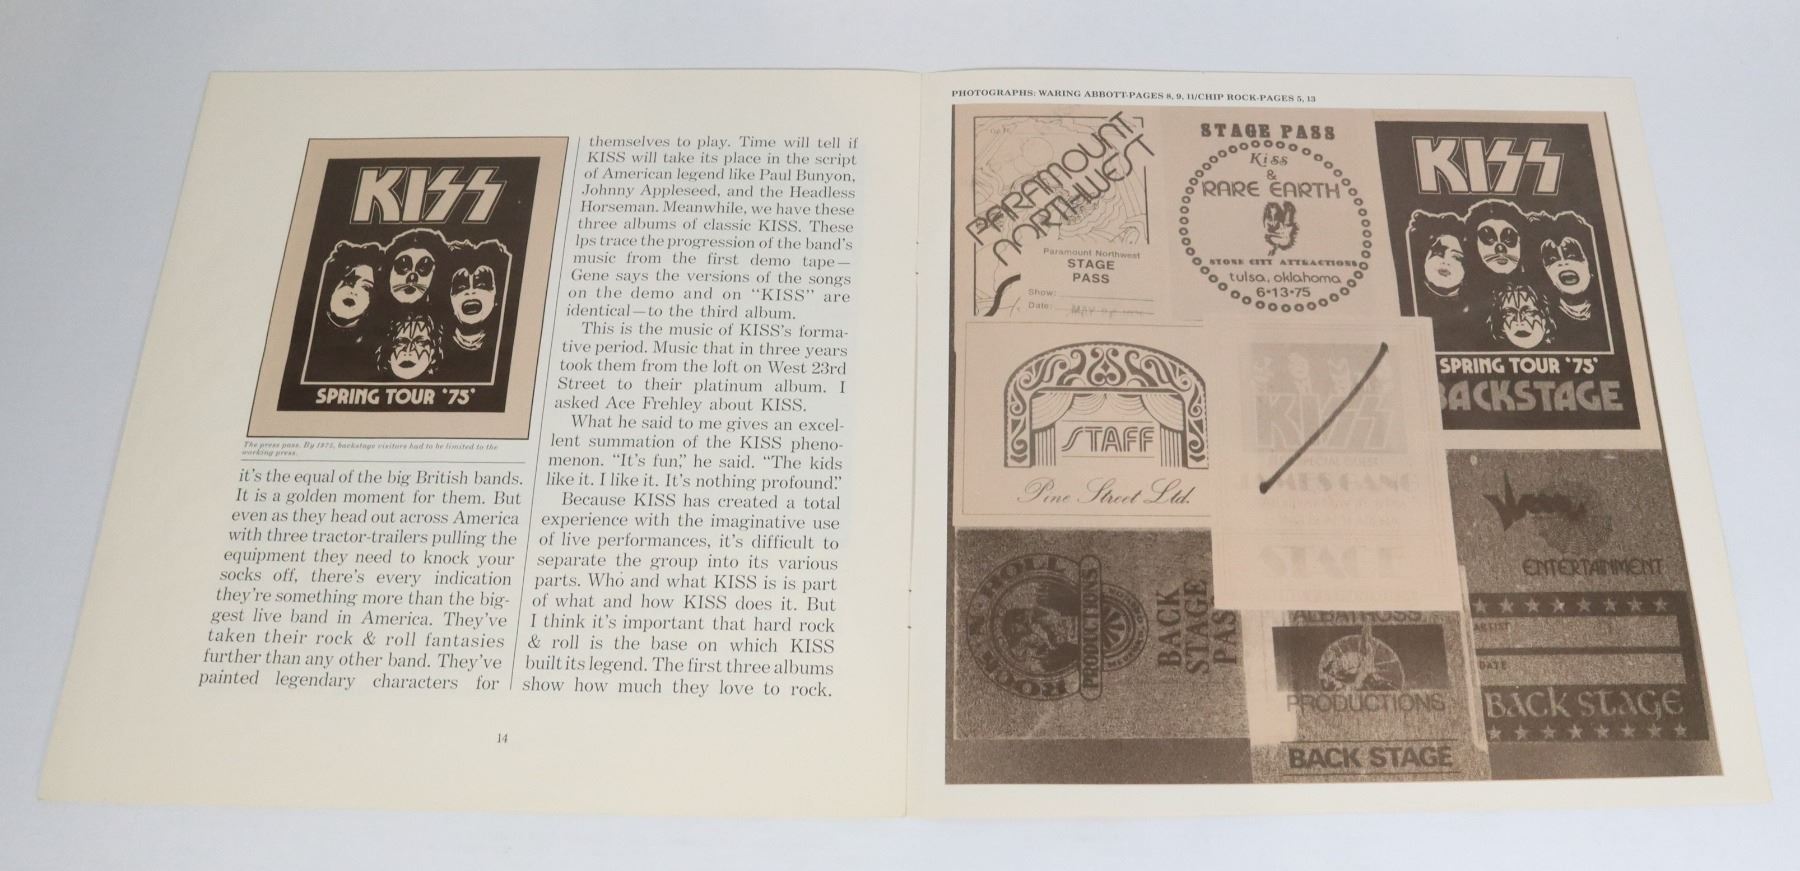 KISS
SPRING TOUR '75'
The press pass. By 1975, backstage visitors had to be limited to the
working press.
it's the equal of the big British bands.
It is a golden moment for them. But
even as they head out across America
with three tractor-trailers pulling the
equipment they need to knock your
socks off, there's every indication
they're something more than the big-
gest live band in America. They've
taken their rock & roll fantasies
further than any other band. They've
painted legendary characters for
themselves to play. Time will tell if
KISS will take its place in the script
of American legend like Paul Bunyon,
Johnny Appleseed, and the Headless
Horseman. Meanwhile, we have these
three albums of classic KISS. These
lps trace the progression of the band's
music from the first demo tape—
Gene says the versions of the songs
on the demo and on "KISS" are
identical—to the third album.
This is the music of KISS's forma-
tive period. Music that in three years
took them from the loft on West 23rd
Street to their platinum album. I
asked Ace Frehley about KISS.
What he said to me gives an excel-
lent summation of the KISS pheno-
menon. "It's fun," he said. "The kids
like it. I like it. It's nothing profound."
Because KISS has created a total
experience with the imaginative use
of live performances, it's difficult to
separate the group into its various
parts. Who and what KISS is is part
of what and how KISS does it. But
I think it's important that hard rock
& roll is the base on which KISS
built its legend. The first three albums
show how much they love to rock.
14
PHOTOGRAPHS: WARING ABBOTT-PAGES 8, 9, 11/CHIP ROCK-PAGES 5, 13
PARAMOUNT
NORTHWEST
Paramount Northwest
STAGE
PASS
Show:
Date: MAY
STAGE PASS
Kiss
&
RARE EARTH
STONE CITY ATTRACTIONS
tulsa, oklahoma
6-13-75
KISS
SPRING TOUR '75'
BACKSTAGE
STAFF
Pine Street Ltd.
KISS
SPECIAL GUEST
JAMES GANG
STAGE
ROCK 'N ROLL
PRODUCTIONS
BACK
STAGE
PAS
ALBATROSS
PRODUCTIONS
BACK STAGE
ENTERTAINMENT
ARTIST
DATE
BACK STAGE